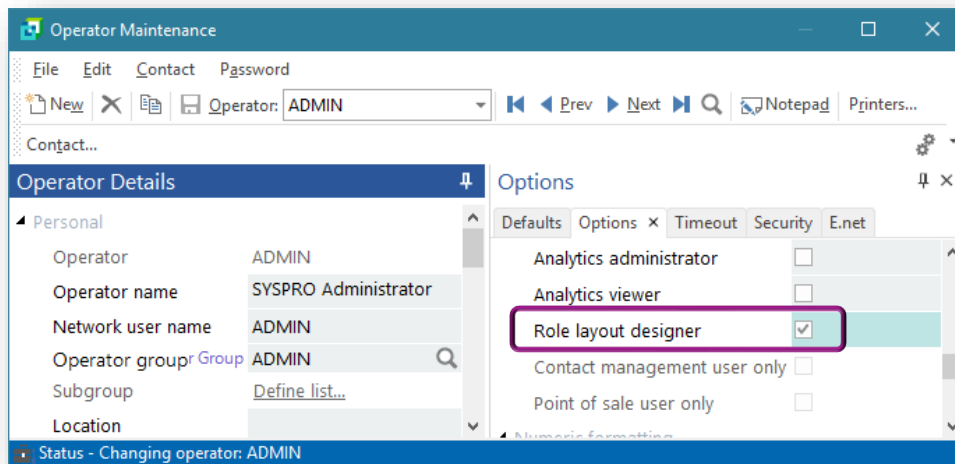 Operator Maintenance
File Edit Contact Password
New Operator: ADMIN Prev Next Notepad Printers...
Contact...
Operator Details
Personal
Operator ADMIN
Operator name SYSPRO Administrator
Network user name ADMIN
Operator groupr Group ADMIN
Subgroup Define list...
Location
Options
Defaults Options Timeout Security E.net
Analytics administrator
Analytics viewer
Role layout designer
Contact management user only
Point of sale user only
Numeric formatting
Status - Changing operator: ADMIN